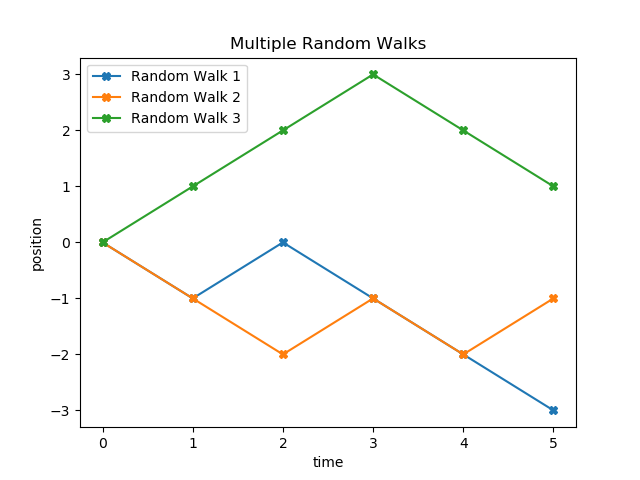 Multiple Random Walks
Random Walk 1
Random Walk 2
Random Walk 3
3
2
1
0
−1
−2
−3
position
0 1 2 3 4 5
time